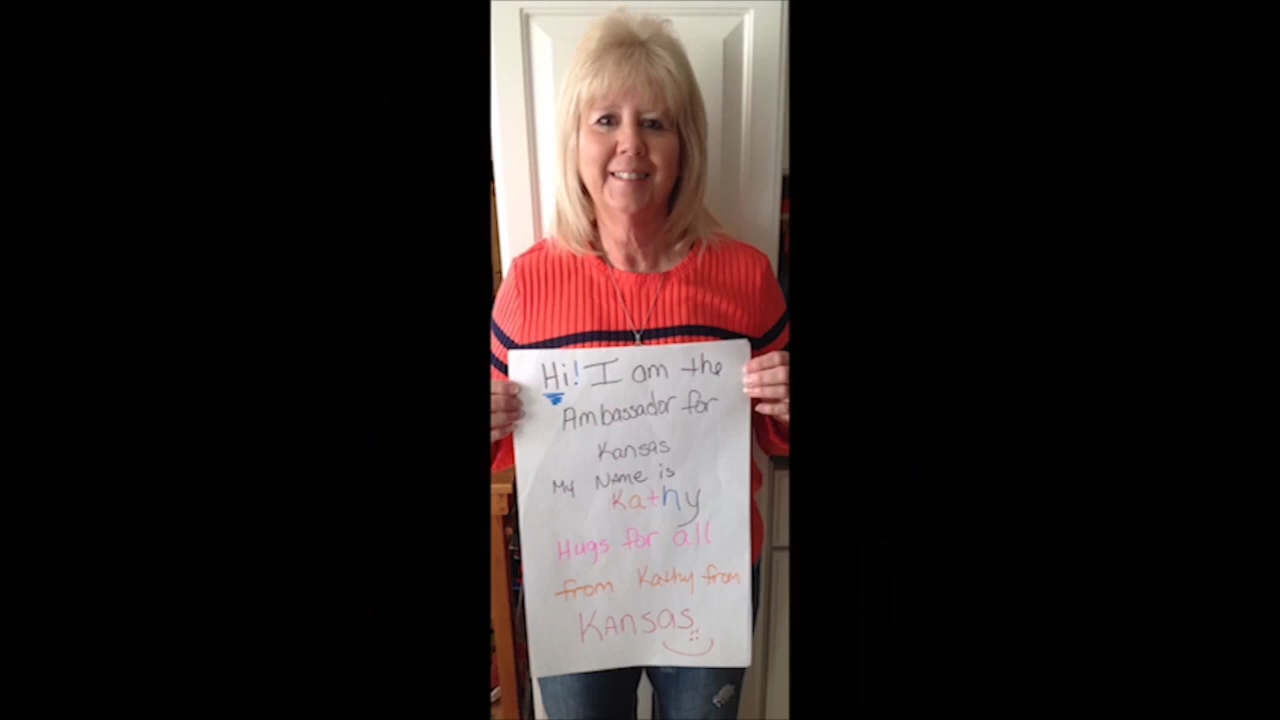 Hi! I am the
Ambassador for
Kansas
My Name is
Kathy
Hugs for all
from Kathy from
KANSAS